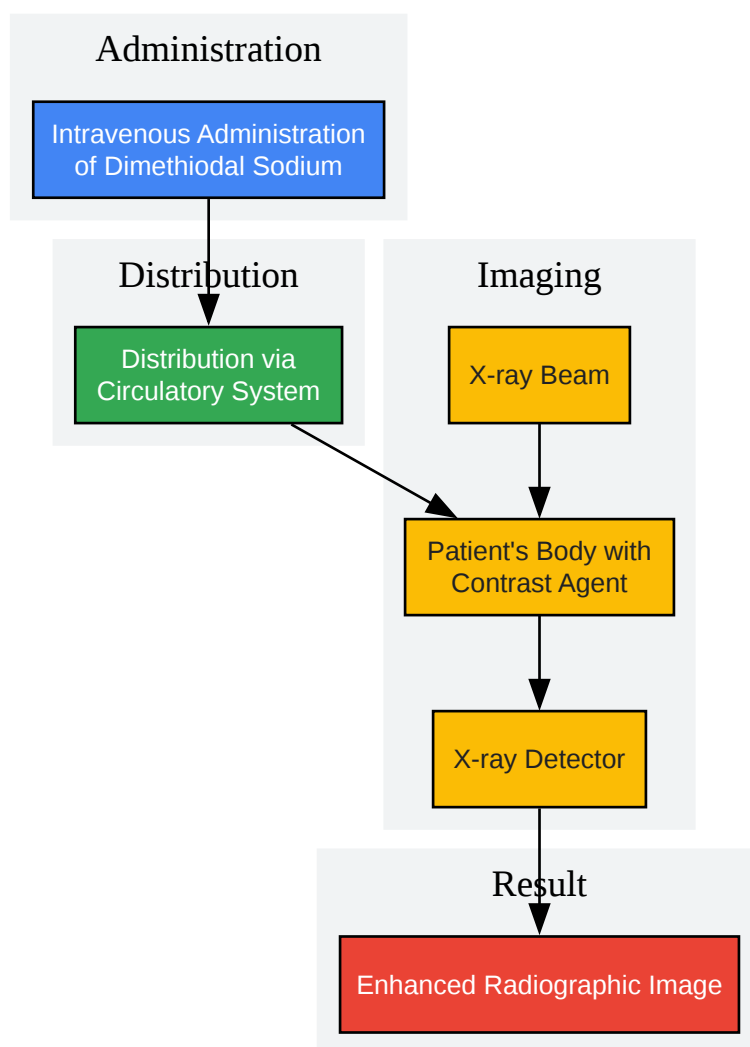 Administration
Intravenous Administration
of Dimethiodal Sodium
Distribution
Distribution via
Circulatory System
Imaging
X-ray Beam
Patient's Body with
Contrast Agent
X-ray Detector
Result
Enhanced Radiographic Image